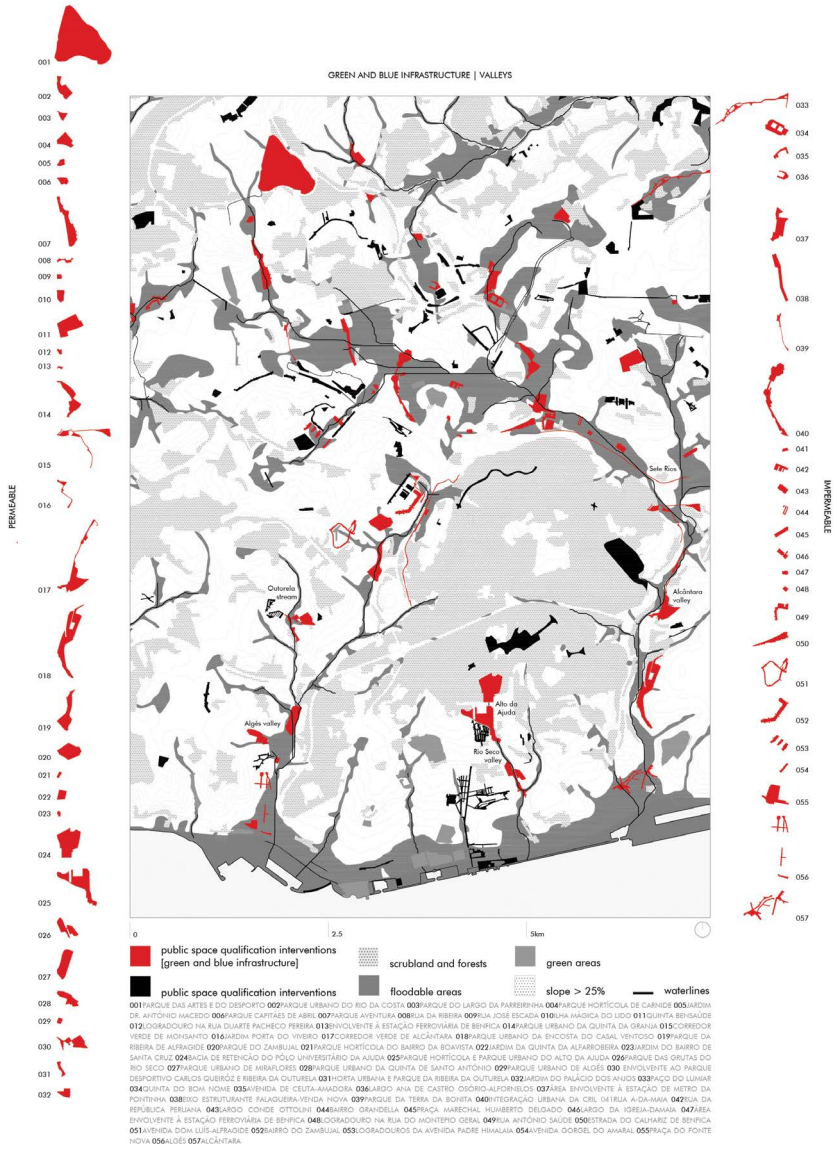 GREEN AND BLUE INFRASTRUCTURE | VALLEYS
001
002
003
004
005
006
007
008
009
010
011
012
013
014
015
016
PERMEABLE
017
018
019
020
021
022
023
024
025
026
027
028
029
030
031
032
Sete Rios
Outorela
stream
Alcântara
valley
Algés valley
Alto da
Ajuda
Rio Seco
valley
033
034
035
036
037
038
039
040
041
042
043
044
IMPERMEABLE
045
046
047
048
049
050
051
052
053
054
055
056
057
0 2.5 5km
public space qualification interventions
[green and blue infrastructure]
scrubland and forests
green areas
public space qualification interventions
floodable areas
slope > 25%
waterlines
001PARQUE DAS ARTES E DO DESPORTO 002PARQUE URBANO DO RIO DA COSTA 003PARQUE DO LARGO DA PARREIRINHA 004PARQUE HORTÍCOLA DE CARNIDE 005JARDIM
DR. ANTÓNIO MACEDO 006PARQUE CAPITÃES DE ABRIL 007PARQUE AVENTURA 008RUA DA RIBEIRA 009RUA JOSÉ ESCADA 010ILHA MÁGICA DO LIDO 011QUINTA BENSAÚDE
012LOGRADOURO NA RUA DUARTE PACHECO PEREIRA 013ENVOLVENTE À ESTAÇÃO FERROVIÁRIA DE BENFICA 014PARQUE URBANO DA QUINTA DA GRANJA 015CORREDOR
VERDE DE MONSANTO 016JARDIM PORTA DO VIVEIRO 017CORREDOR VERDE DE ALCÂNTARA 018PARQUE URBANO DA ENCOSTA DO CASAL VENTOSO 019PARQUE DA
RIBEIRA DE ALFRAGIDE 020PARQUE DO ZAMBUJAL 021PARQUE HORTÍCOLA DO BAIRRO DA BOAVISTA 022JARDIM DA QUINTA DA ALFARROBEIRA 023JARDIM DO BAIRRO DE
SANTA CRUZ 024BACIA DE RETENÇÃO DO PÓLO UNIVERSITÁRIO DA AJUDA 025PARQUE HORTÍCOLA E PARQUE URBANO DO ALTO DA AJUDA 026PARQUE DAS GRUTAS DO
RIO SECO 027PARQUE URBANO DE MIRAFLORES 028PARQUE URBANO DA QUINTA DE SANTO ANTÓNIO 029PARQUE URBANO DE ALGÉS 030 ENVOLVENTE AO PARQUE
DESPORTIVO CARLOS QUEIRÓZ E RIBEIRA DA OUTURELA 031HORTA URBANA E PARQUE DA RIBEIRA DA OUTURELA 032JARDIM DO PALÁCIO DOS ANJOS 033PAÇO DO LUMIAR
034QUINTA DO BOM NOME 035AVENIDA DE CEUTA-AMADORA 036LARGO ANA DE CASTRO OSÓRIO-ALFORNELOS 037ÁREA ENVOLVENTE À ESTAÇÃO DE METRO DA
PONTINHA 038EIXO ESTRUTURANTE FALAGUEIRA-VENDA NOVA 039PARQUE DA TERRA DA BONITA 040INTEGRAÇÃO URBANA DA CRIL 041RUA A-DA-MAIA 042RUA DA
REPÚBLICA PERUANA 043LARGO CONDE OTTOLINI 044BAIRRO GRANDELLA 045PRAÇA MARECHAL HUMBERTO DELGADO 046LARGO DA IGREJA-DAMAIA 047ÁREA
ENVOLVENTE À ESTAÇÃO FERROVIÁRIA DE BENFICA 048LOGRADOURO NA RUA DO MONTEPIO GERAL 049RUA ANTÓNIO SAÚDE 050ESTRADA DO CALHARIZ DE BENFICA
051AVENIDA DOM LUÍS-ALFRAGIDE 052BAIRRO DO ZAMBUJAL 053LOGRADOUROS DA AVENIDA PADRE HIMALAIA 054AVENIDA GORGEL DO AMARAL 055PRAÇA DO FONTE
NOVA 056ALGÉS 057ALCÂNTARA